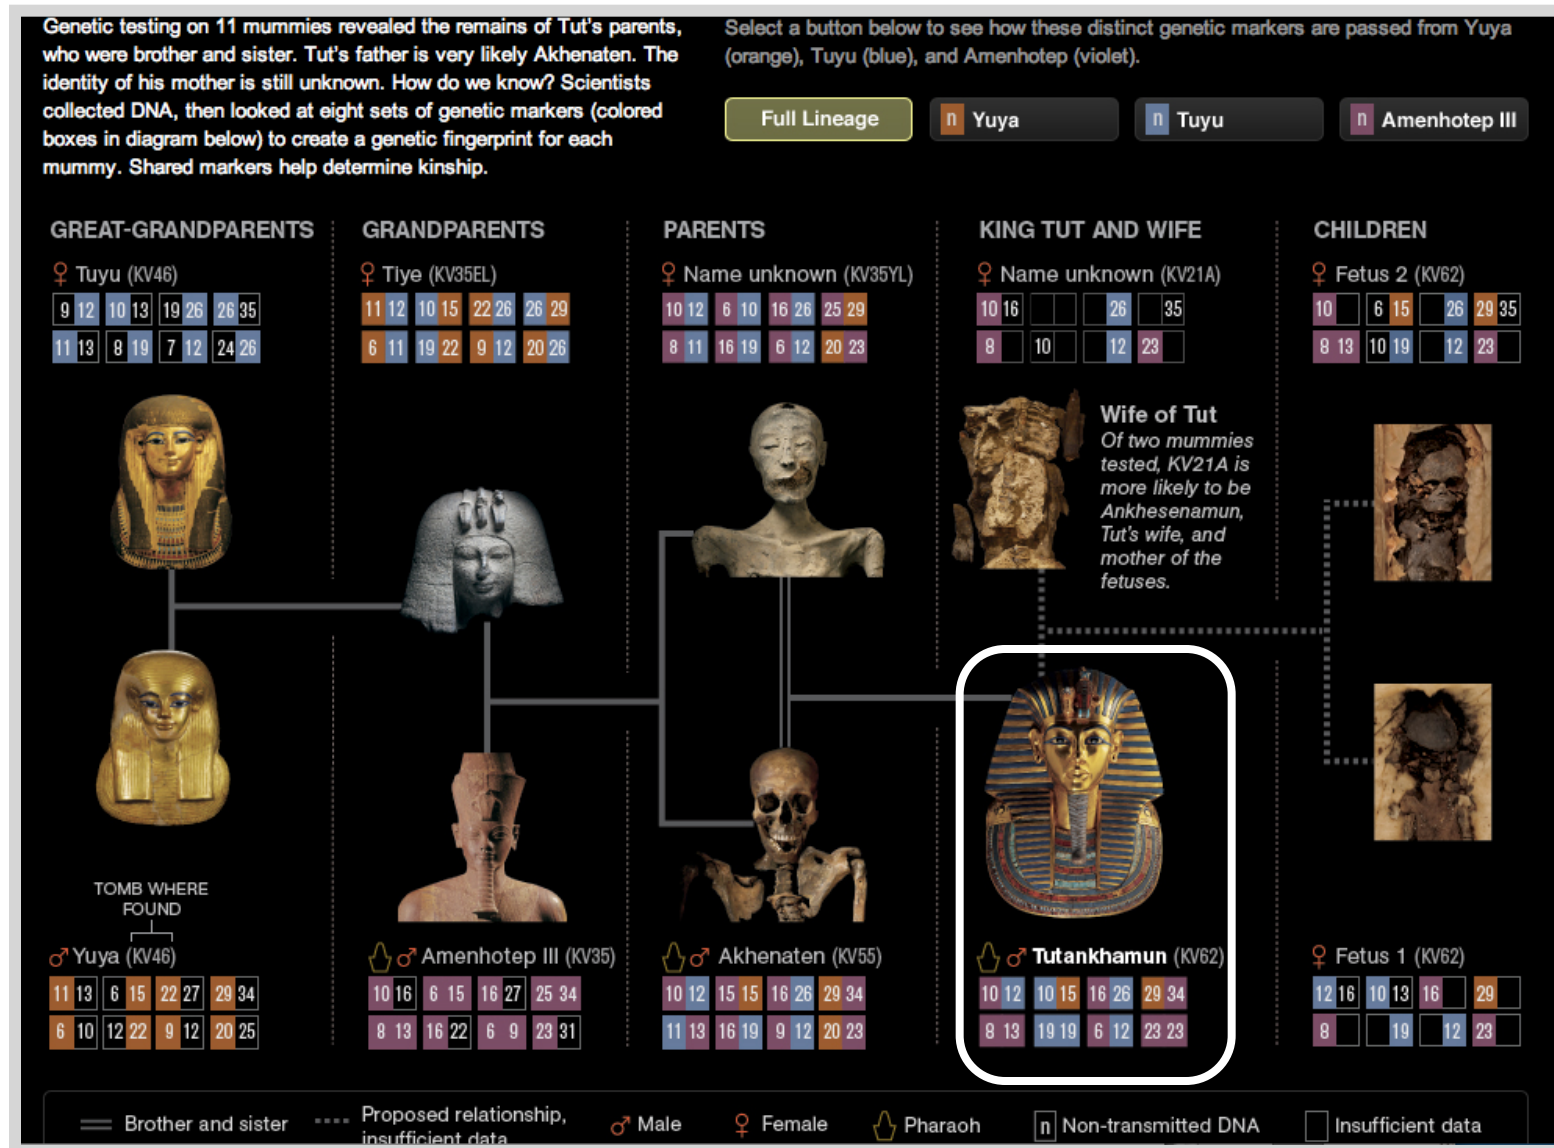 Genetic testing on 11 mummies revealed the remains of Tut's parents,
who were brother and sister. Tut's father is very likely Akhenaten. The
identity of his mother is still unknown. How do we know? Scientists
collected DNA, then looked at eight sets of genetic markers (colored
boxes in diagram below) to create a genetic fingerprint for each
mummy. Shared markers help determine kinship.
Select a button below to see how these distinct genetic markers are passed from Yuya
(orange), Tuyu (blue), and Amenhotep (violet).
Full Lineage
n Yuya
n Tuyu
n Amenhotep III
GREAT-GRANDPARENTS
♀ Tuyu (KV46)
9 12 10 13 19 26 26 35
11 13 8 19 7 12 24 26
TOMB WHERE
FOUND
♂ Yuya (KV46)
11 13 6 15 22 27 29 34
6 10 12 22 9 12 20 25
GRANDPARENTS
♀ Tiye (KV35EL)
11 12 10 15 22 26 26 29
6 11 19 22 9 12 20 26
♂ Amenhotep III (KV35)
10 16 6 15 16 27 25 34
8 13 16 22 6 9 23 31
PARENTS
♀ Name unknown (KV35YL)
10 12 6 10 16 26 25 29
8 11 16 19 6 12 20 23
♂ Akhenaten (KV55)
10 12 15 15 16 26 29 34
11 13 16 19 9 12 20 23
KING TUT AND WIFE
♀ Name unknown (KV21A)
10 16 26 35
8 10 12 23
Wife of Tut
Of two mummies
tested, KV21A is
more likely to be
Ankhesenamun,
Tut's wife, and
mother of the
fetuses.
♂ Tutankhamun (KV62)
10 12 10 15 16 26 29 34
8 13 19 19 6 12 23 23
CHILDREN
♀ Fetus 2 (KV62)
10 6 15 26 29 35
8 13 10 19 12 23
♀ Fetus 1 (KV62)
12 16 10 13 16 29
8 19 12 23
Brother and sister
Proposed relationship,
insufficient data
♂ Male
♀ Female
Pharaoh
n Non-transmitted DNA
Insufficient data